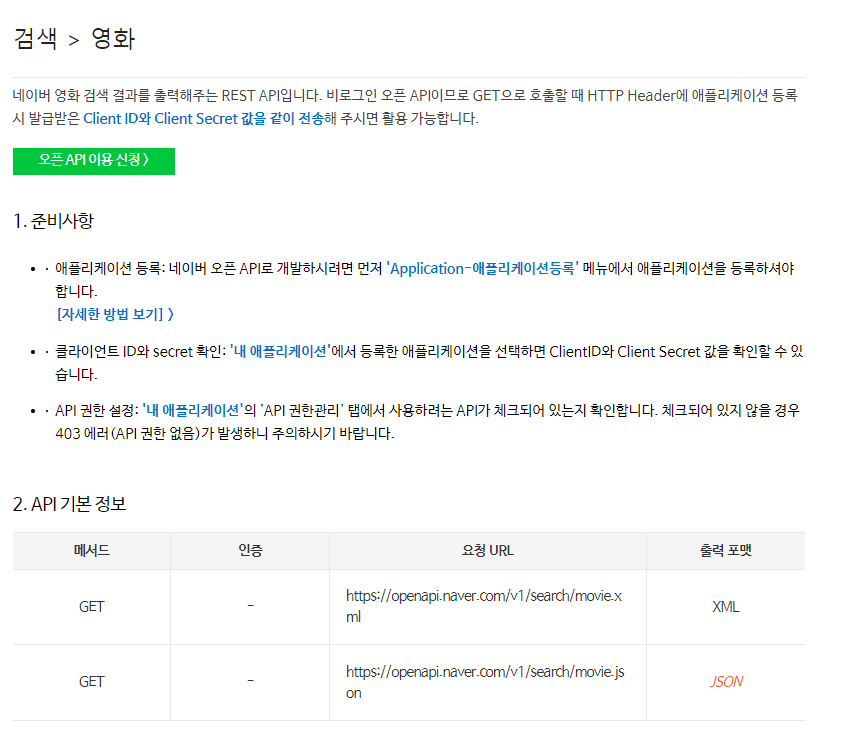 검색 > 영화
네이버 영화 검색 결과를 출력해주는 REST API입니다. 비로그인 오픈 API이므로 GET으로 호출할 때 HTTP Header에 애플리케이션 등록
시 발급받은 Client ID와 Client Secret 값을 같이 전송해 주시면 활용 가능합니다.
오픈 API 이용 신청 〉
1. 준비사항
• · 애플리케이션 등록: 네이버 오픈 API로 개발하시려면 먼저 'Application-애플리케이션등록' 메뉴에서 애플리케이션을 등록하셔야
합니다.
[자세한 방법 보기] 〉
• · 클라이언트 ID와 secret 확인: '내 애플리케이션'에서 등록한 애플리케이션을 선택하면 ClientID와 Client Secret 값을 확인할 수 있
습니다.
• · API 권한 설정: '내 애플리케이션'의 'API 권한관리' 탭에서 사용하려는 API가 체크되어 있는지 확인합니다. 체크되어 있지 않을 경우
403 에러(API 권한 없음)가 발생하니 주의하시기 바랍니다.
2. API 기본 정보
메서드 인증 요청 URL 출력 포맷
GET - https://openapi.naver.com/v1/search/movie.x
ml XML
GET - https://openapi.naver.com/v1/search/movie.js
on JSON